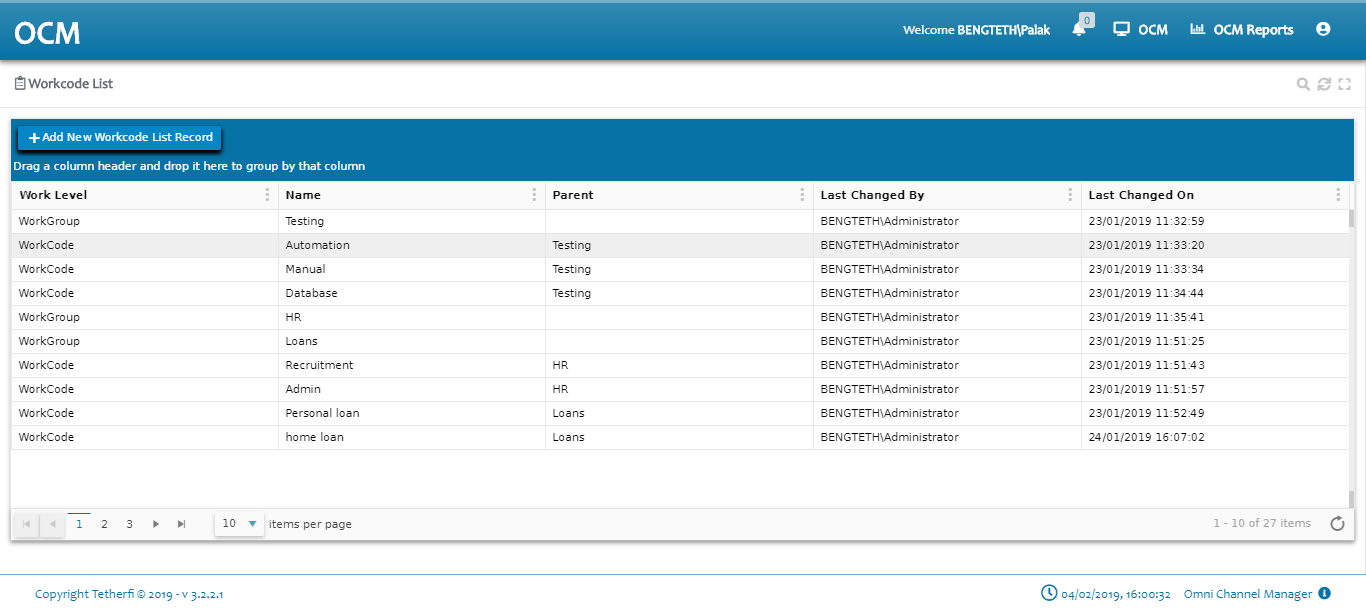 OCM
Welcome BENGTETH\Palak
0
OCM
OCM Reports
Workcode List
Add New Workcode List Record
Drag a column header and drop it here to group by that column
Work Level Name Parent Last Changed By Last Changed On
WorkGroup Testing BENGTETH\Administrator 23/01/2019 11:32:59
WorkCode Automation Testing BENGTETH\Administrator 23/01/2019 11:33:20
WorkCode Manual Testing BENGTETH\Administrator 23/01/2019 11:33:34
WorkCode Database Testing BENGTETH\Administrator 23/01/2019 11:34:44
WorkGroup HR BENGTETH\Administrator 23/01/2019 11:35:41
WorkGroup Loans BENGTETH\Administrator 23/01/2019 11:51:25
WorkCode Recruitment HR BENGTETH\Administrator 23/01/2019 11:51:43
WorkCode Admin HR BENGTETH\Administrator 23/01/2019 11:51:57
WorkCode Personal loan Loans BENGTETH\Administrator 23/01/2019 11:52:49
WorkCode home loan Loans BENGTETH\Administrator 24/01/2019 16:07:02
1 2 3 10 items per page 1 - 10 of 27 items
Copyright Tetherfi © 2019 - v 3.2.2.1 04/02/2019, 16:00:32 Omni Channel Manager